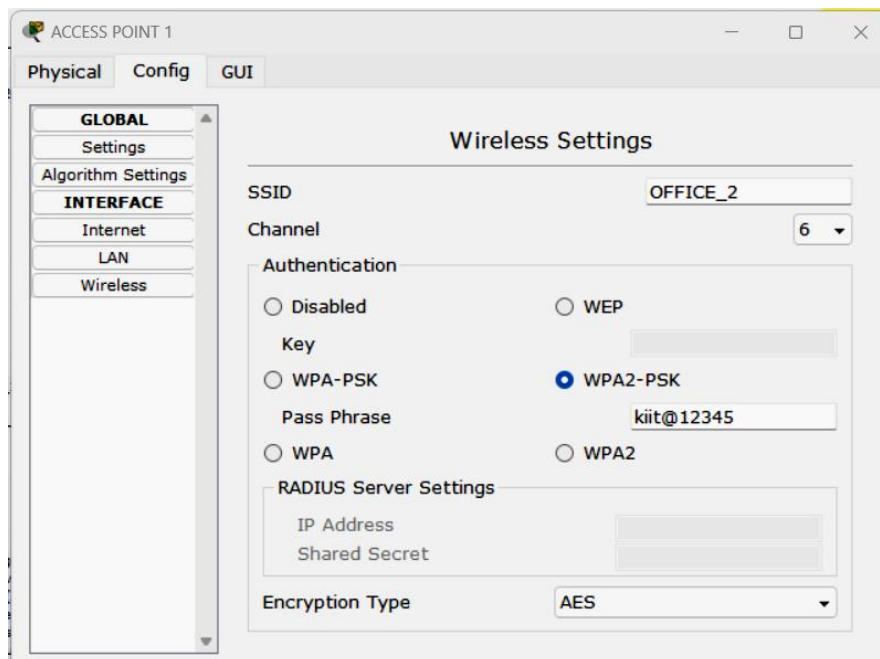 ACCESS POINT 1
Physical Config GUI
GLOBAL
Settings
Algorithm Settings
INTERFACE
Internet
LAN
Wireless
Wireless Settings
SSID OFFICE_2
Channel 6
Authentication
Disabled WEP
Key
WPA-PSK WPA2-PSK
Pass Phrase kiit@12345
WPA WPA2
RADIUS Server Settings
IP Address
Shared Secret
Encryption Type AES